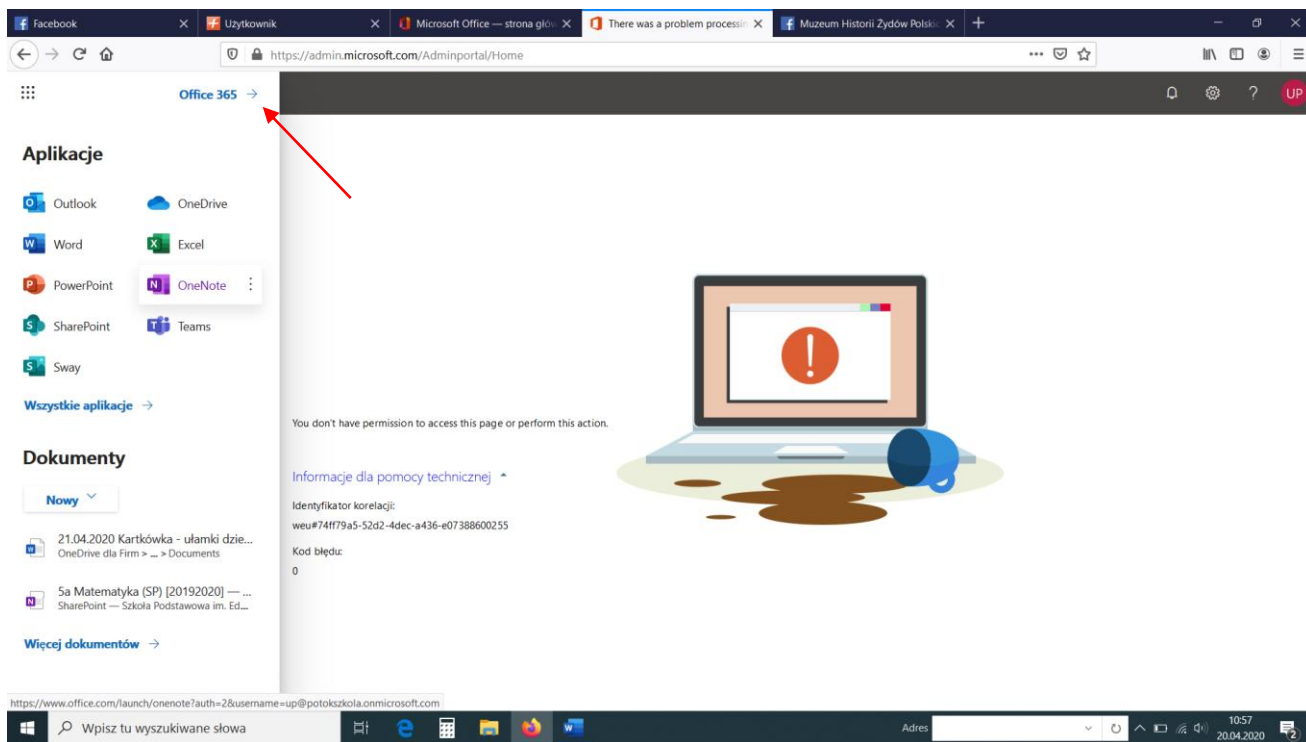 Facebook
Użytkownik
Microsoft Office — strona głów
There was a problem processin
Muzeum Historii Żydów Polskic
https://admin.microsoft.com/Adminportal/Home
Office 365 →
UP
Aplikacje
Outlook
OneDrive
Word
Excel
PowerPoint
OneNote
SharePoint
Teams
Sway
Wszystkie aplikacje →
Dokumenty
Nowy
21.04.2020 Kartkówka - ułamki dzie...
OneDrive dla Firm > ... > Documents
5a Matematyka (SP) [20192020] — ...
SharePoint — Szkoła Podstawowa im. Ed...
Więcej dokumentów →
You don't have permission to access this page or perform this action.
Informacje dla pomocy technicznej
Identyfikator korelacji:
weu#74ff79a5-52d2-4dec-a436-e07388600255
Kod błędu:
0
https://www.office.com/launch/onenote?auth=2&username=up@potokszkola.onmicrosoft.com
Wpisz tu wyszukiwane słowa
Adres
10:57
20.04.2020
2